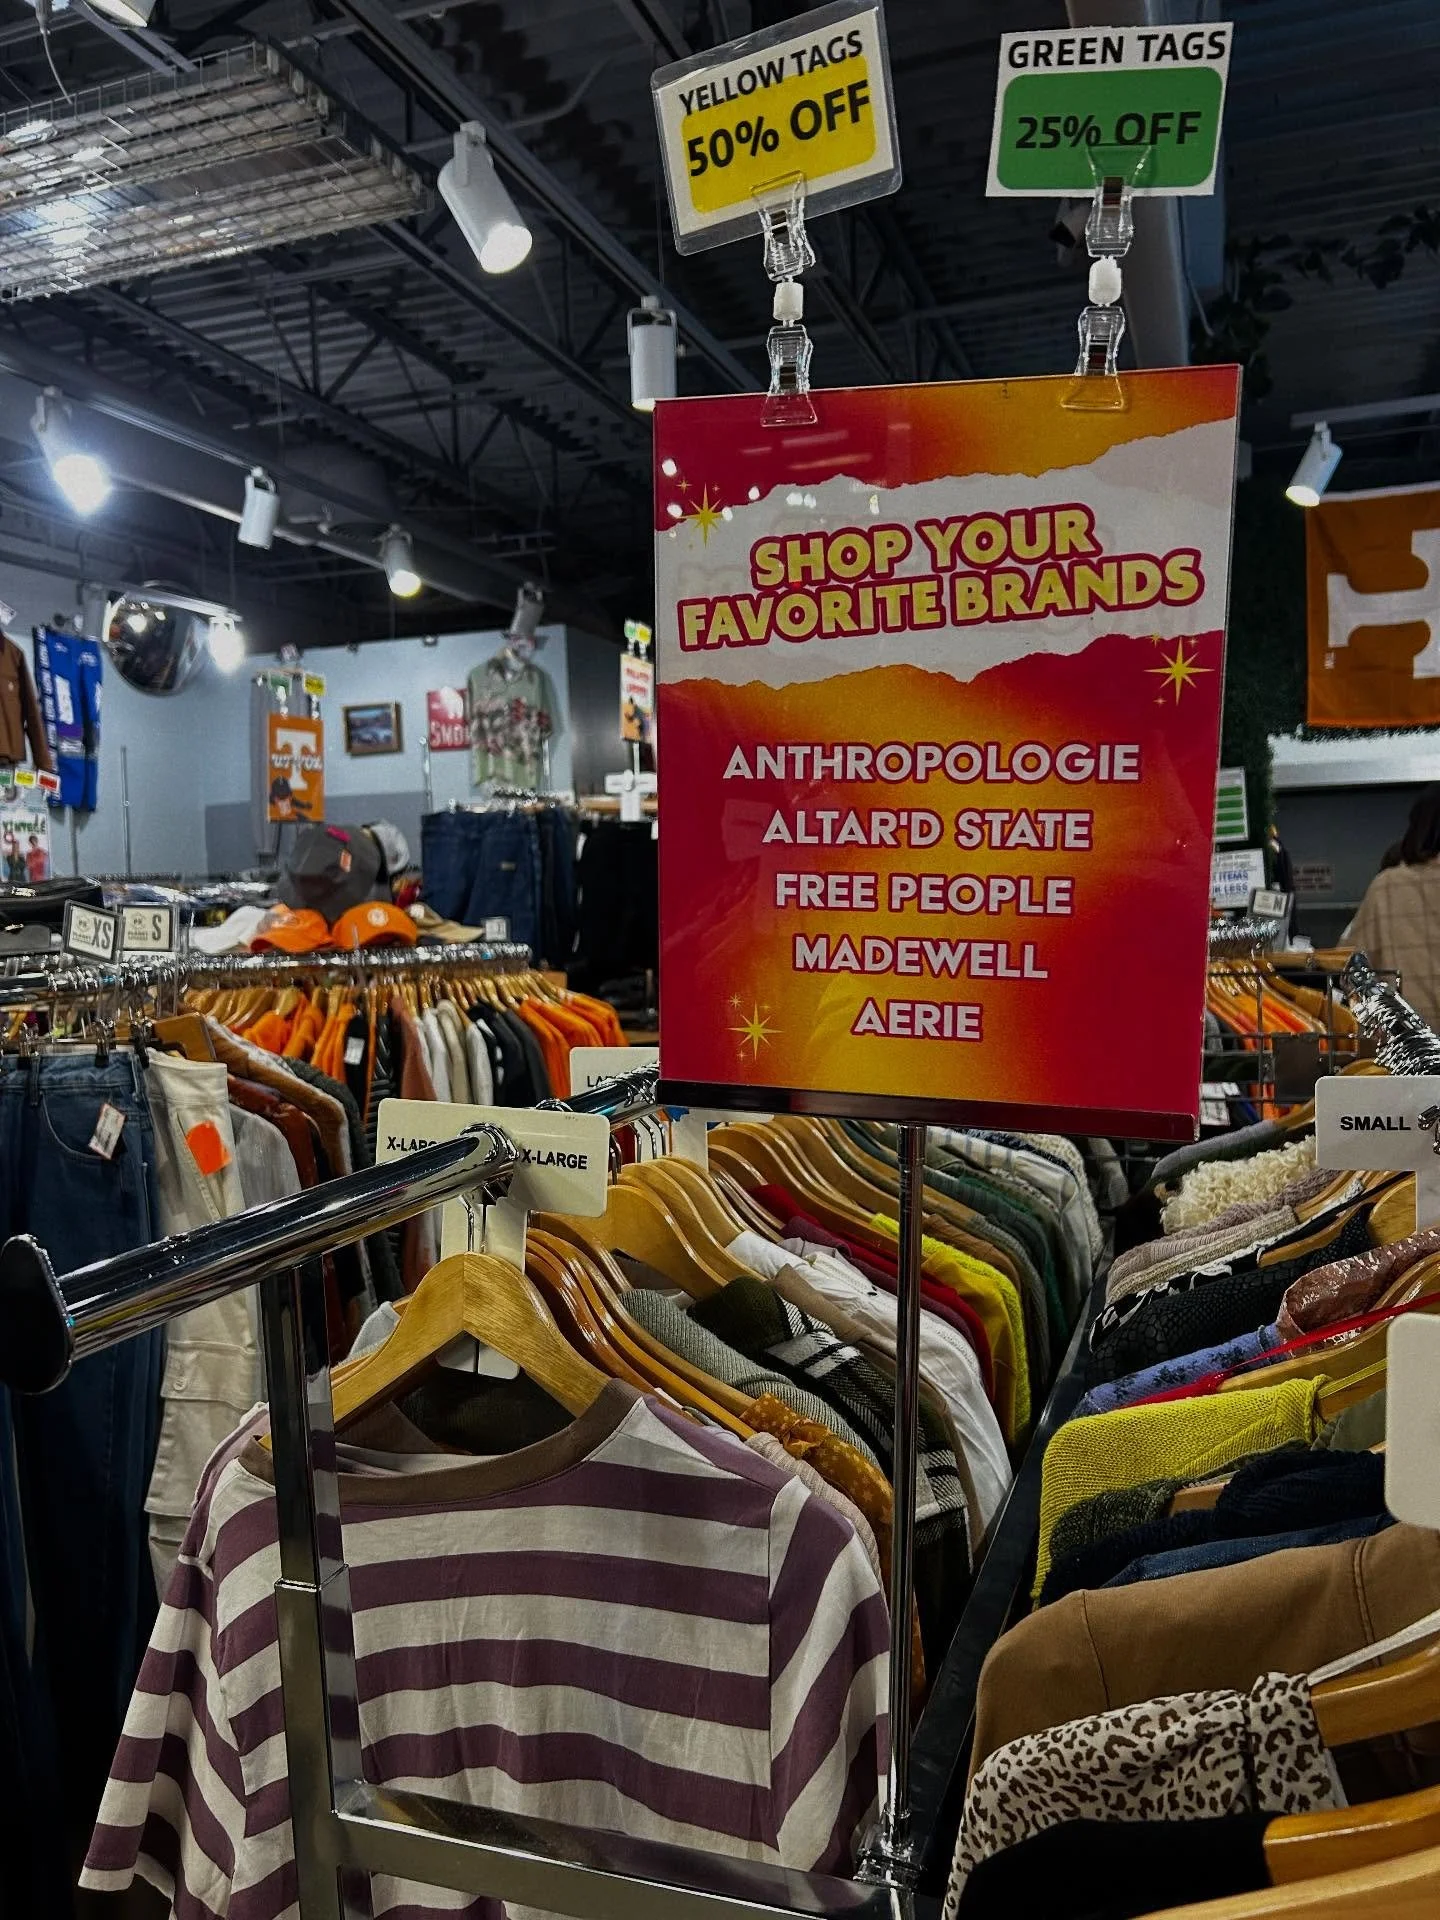 YELLOW TAGS
50% OFF
GREEN TAGS
25% OFF
SHOP YOUR
FAVORITE BRANDS
ANTHROPOLOGIE
ALTAR'D STATE
FREE PEOPLE
MADEWELL
AERIE
XS
S
X-LARGE
SMALL